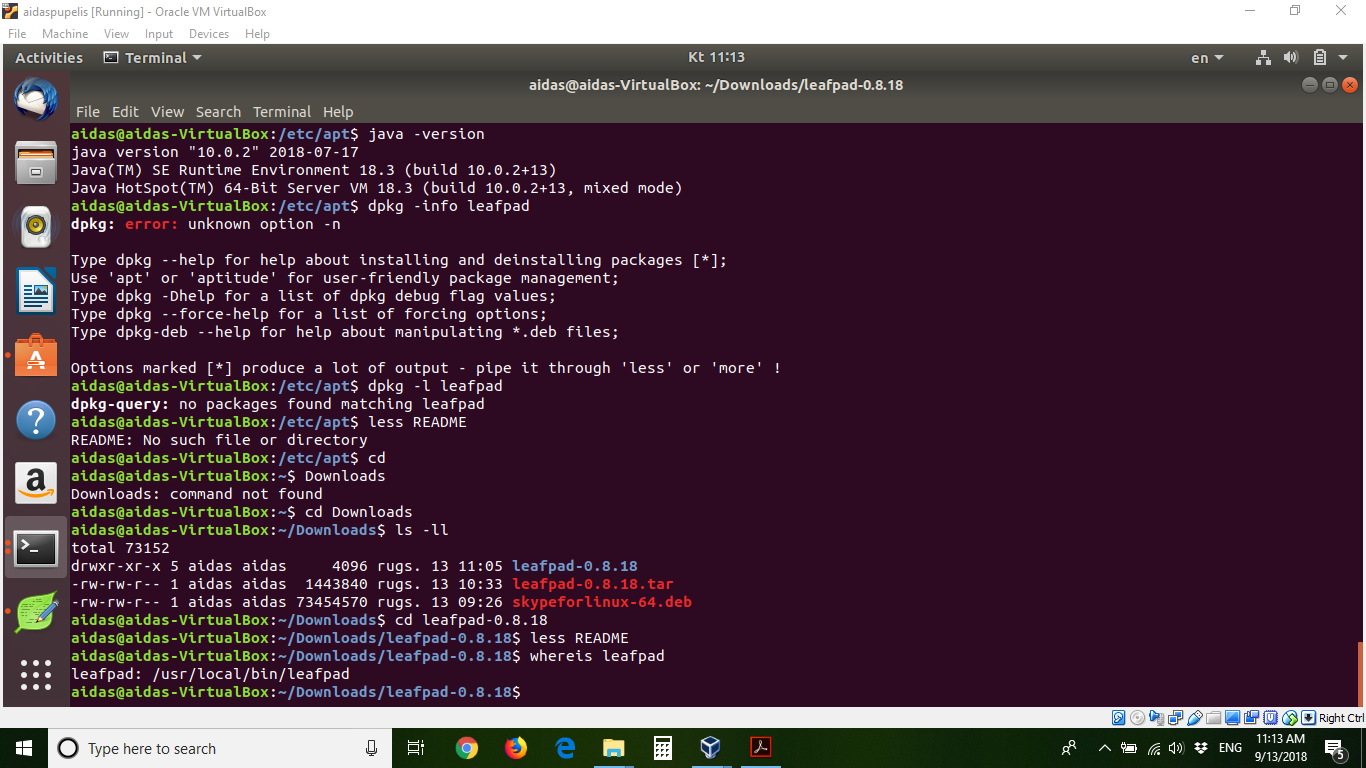 aidaspupelis [Running] - Oracle VM VirtualBox
File Machine View Input Devices Help
Activities Terminal Kt 11:13 en
aidas@aidas-VirtualBox: ~/Downloads/leafpad-0.8.18
File Edit View Search Terminal Help
aidas@aidas-VirtualBox:/etc/apt$ java -version
java version "10.0.2" 2018-07-17
Java(TM) SE Runtime Environment 18.3 (build 10.0.2+13)
Java HotSpot(TM) 64-Bit Server VM 18.3 (build 10.0.2+13, mixed mode)
aidas@aidas-VirtualBox:/etc/apt$ dpkg -info leafpad
dpkg: error: unknown option -n
Type dpkg --help for help about installing and deinstalling packages [*];
Use 'apt' or 'aptitude' for user-friendly package management;
Type dpkg -Dhelp for a list of dpkg debug flag values;
Type dpkg --force-help for a list of forcing options;
Type dpkg-deb --help for help about manipulating *.deb files;
Options marked [*] produce a lot of output - pipe it through 'less' or 'more' !
aidas@aidas-VirtualBox:/etc/apt$ dpkg -l leafpad
dpkg-query: no packages found matching leafpad
aidas@aidas-VirtualBox:/etc/apt$ less README
README: No such file or directory
aidas@aidas-VirtualBox:/etc/apt$ cd
aidas@aidas-VirtualBox:~$ Downloads
Downloads: command not found
aidas@aidas-VirtualBox:~$ cd Downloads
aidas@aidas-VirtualBox:~/Downloads$ ls -ll
total 73152
drwxr-xr-x 5 aidas aidas     4096 rugs. 13 11:05 leafpad-0.8.18
-rw-rw-r-- 1 aidas aidas  1443840 rugs. 13 10:33 leafpad-0.8.18.tar
-rw-rw-r-- 1 aidas aidas 73454570 rugs. 13 09:26 skypeforlinux-64.deb
aidas@aidas-VirtualBox:~/Downloads$ cd leafpad-0.8.18
aidas@aidas-VirtualBox:~/Downloads/leafpad-0.8.18$ less README
aidas@aidas-VirtualBox:~/Downloads/leafpad-0.8.18$ whereis leafpad
leafpad: /usr/local/bin/leafpad
aidas@aidas-VirtualBox:~/Downloads/leafpad-0.8.18$
Right Ctrl
Type here to search
ENG
11:13 AM
9/13/2018
5